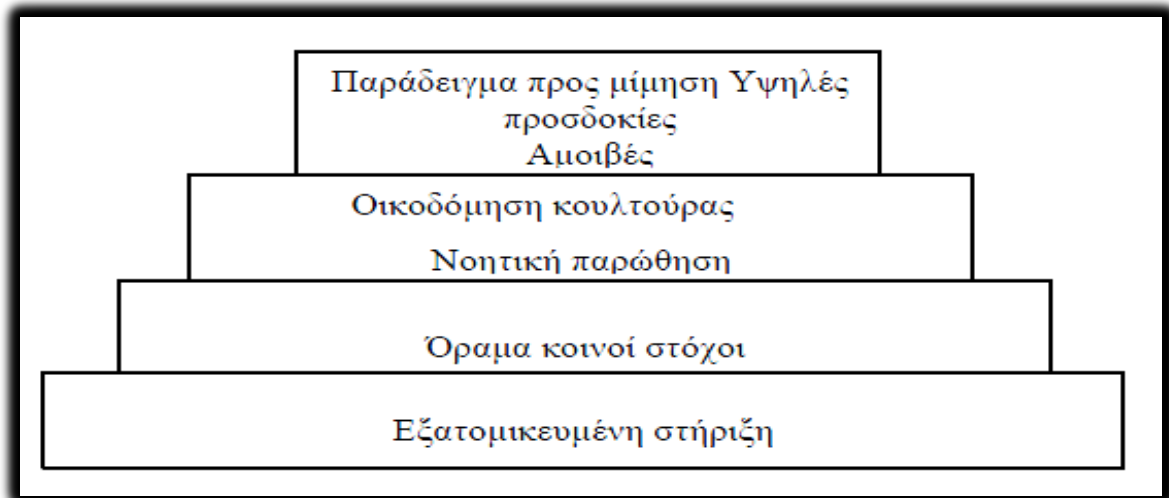 Παράδειγμα προς μίμηση Υψηλές
προσδοκίες
Αμοιβές
Οικοδόμηση κουλτούρας
Νοητική παρώθηση
Όραμα κοινοί στόχοι
Εξατομικευμένη στήριξη